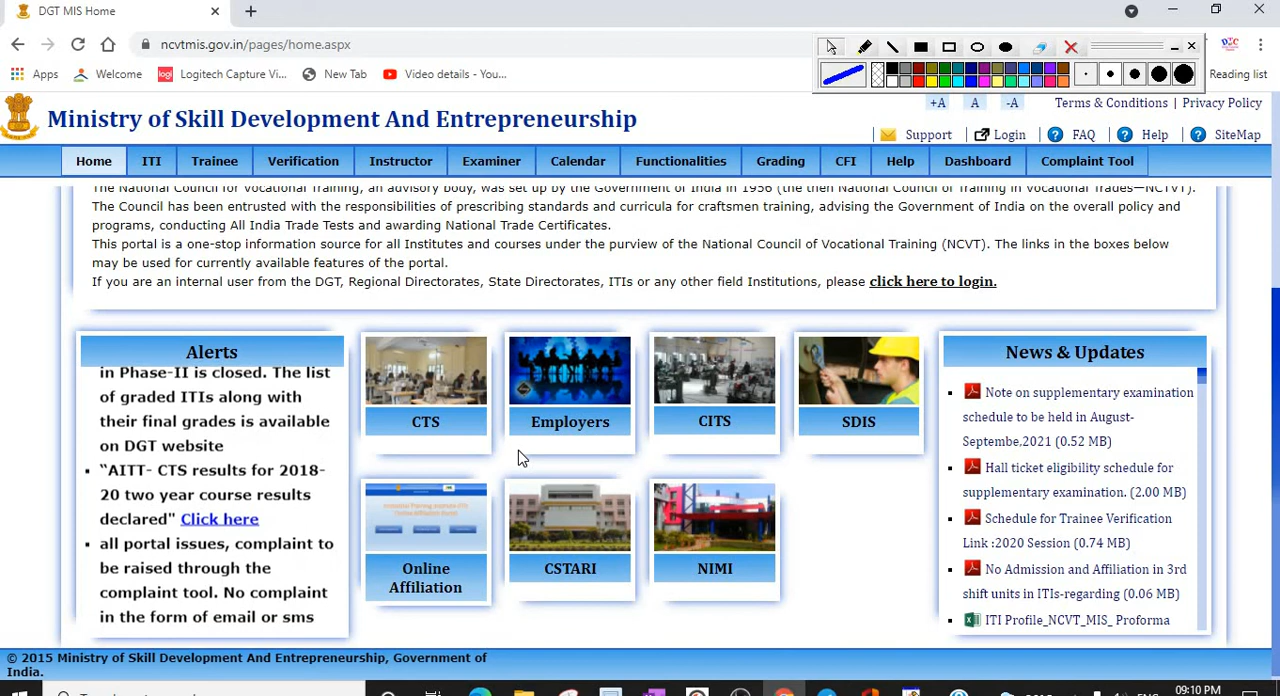 DGT MIS Home
ncvtmis.gov.in/pages/home.aspx
Apps Welcome Logitech Capture Vi... New Tab Video details - You... Reading list
+A A -A Terms & Conditions | Privacy Policy
Ministry of Skill Development And Entrepreneurship
Support Login FAQ Help SiteMap
Home ITI Trainee Verification Instructor Examiner Calendar Functionalities Grading CFI Help Dashboard Complaint Tool
The National Council for Vocational Training, an advisory body, was set up by the Government of India in 1956 (the then National Council of Training in Vocational Trades—NCTVT).
The Council has been entrusted with the responsibilities of prescribing standards and curricula for craftsmen training, advising the Government of India on the overall policy and
programs, conducting All India Trade Tests and awarding National Trade Certificates.
This portal is a one-stop information source for all Institutes and courses under the purview of the National Council of Vocational Training (NCVT). The links in the boxes below
may be used for currently available features of the portal.
If you are an internal user from the DGT, Regional Directorates, State Directorates, ITIs or any other field Institutions, please click here to login.
Alerts
in Phase-II is closed. The list
of graded ITIs along with
their final grades is available
on DGT website
"AITT- CTS results for 2018-
20 two year course results
declared" Click here
all portal issues, complaint to
be raised through the
complaint tool. No complaint
in the form of email or sms
CTS Employers CITS SDIS
Online
Affiliation
CSTARI NIMI
News & Updates
Note on supplementary examination
schedule to be held in August-
Septembe,2021 (0.52 MB)
Hall ticket eligibility schedule for
supplementary examination. (2.00 MB)
Schedule for Trainee Verification
Link :2020 Session (0.74 MB)
No Admission and Affiliation in 3rd
shift units in ITIs-regarding (0.06 MB)
ITI Profile_NCVT_MIS_ Proforma
© 2015 Ministry of Skill Development And Entrepreneurship, Government of
India.
09:10 PM